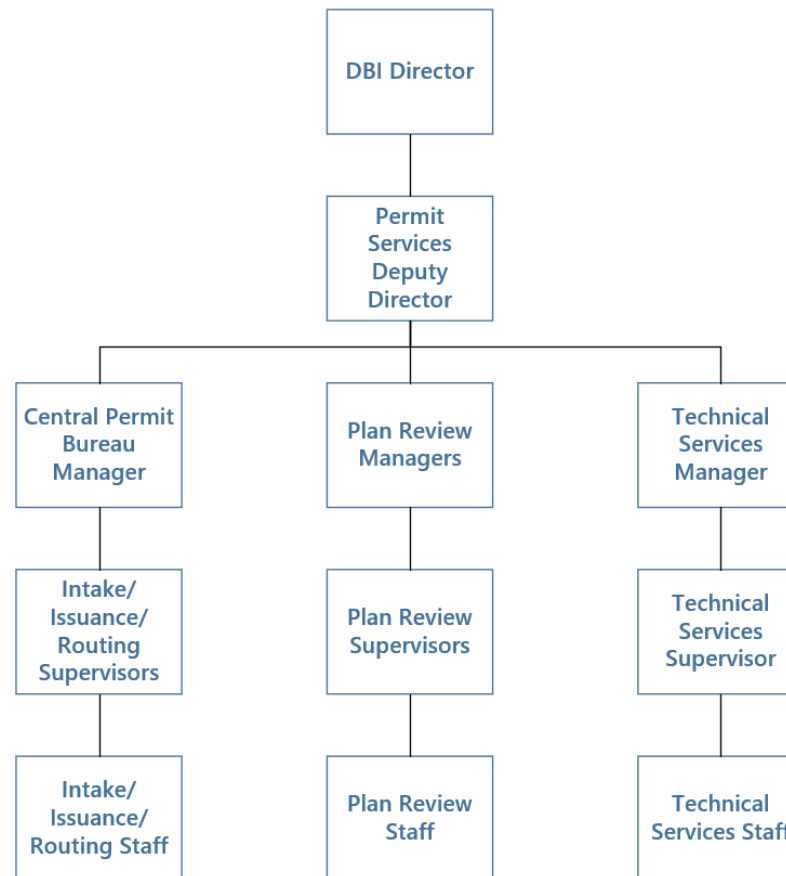 DBI Director
Permit
Services
Deputy
Director
Central Permit
Bureau
Manager
Plan Review
Managers
Technical
Services
Manager
Intake/
Issuance/
Routing
Supervisors
Plan Review
Supervisors
Technical
Services
Supervisor
Intake/
Issuance/
Routing Staff
Plan Review
Staff
Technical
Services Staff